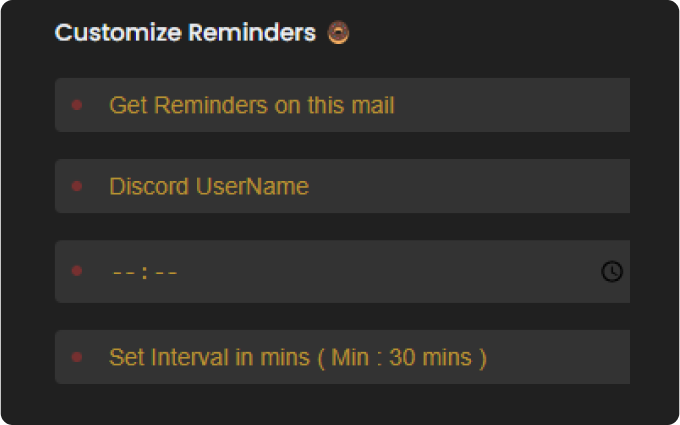 Customize Reminders 🍩
Get Reminders on this mail
Discord UserName
--:--
Set Interval in mins ( Min : 30 mins )